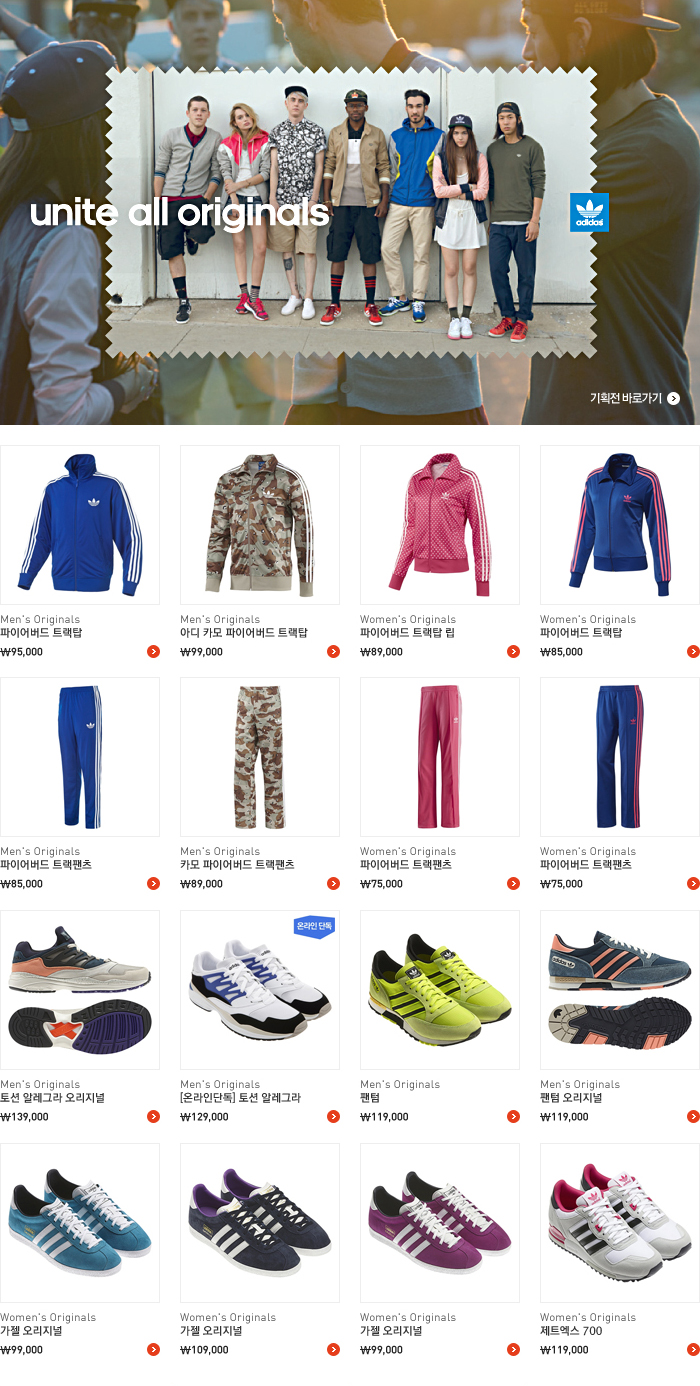 unite all originals
adidas
기획전 바로가기
Men's Originals
파이어버드 트랙탑
₩95,000
Men's Originals
아디 카모 파이어버드 트랙탑
₩99,000
Women's Originals
파이어버드 트랙탑 립
₩89,000
Women's Originals
파이어버드 트랙탑
₩85,000
Men's Originals
파이어버드 트랙팬츠
₩85,000
Men's Originals
카모 파이어버드 트랙팬츠
₩89,000
Women's Originals
파이어버드 트랙팬츠
₩75,000
Women's Originals
파이어버드 트랙팬츠
₩75,000
Men's Originals
토션 알레그라 오리지널
₩139,000
온라인 단독
Men's Originals
[온라인단독] 토션 알레그라
₩129,000
Men's Originals
팬텀
₩119,000
adidas
Men's Originals
팬텀 오리지널
₩119,000
Women's Originals
가젤 오리지널
₩99,000
Women's Originals
가젤 오리지널
₩109,000
Women's Originals
가젤 오리지널
₩99,000
Women's Originals
제트엑스 700
₩119,000